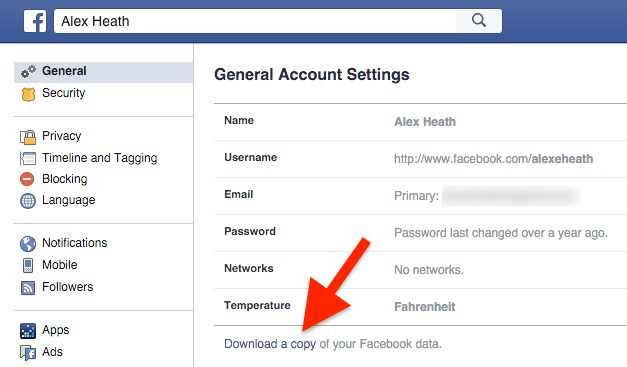 Alex Heath
General
Security
Privacy
Timeline and Tagging
Blocking
Language
Notifications
Mobile
Followers
Apps
Ads
General Account Settings
Name Alex Heath
Username http://www.facebook.com/alexeheath
Email Primary:
Password Password last changed over a year ago.
Networks No networks.
Temperature Fahrenheit
Download a copy of your Facebook data.